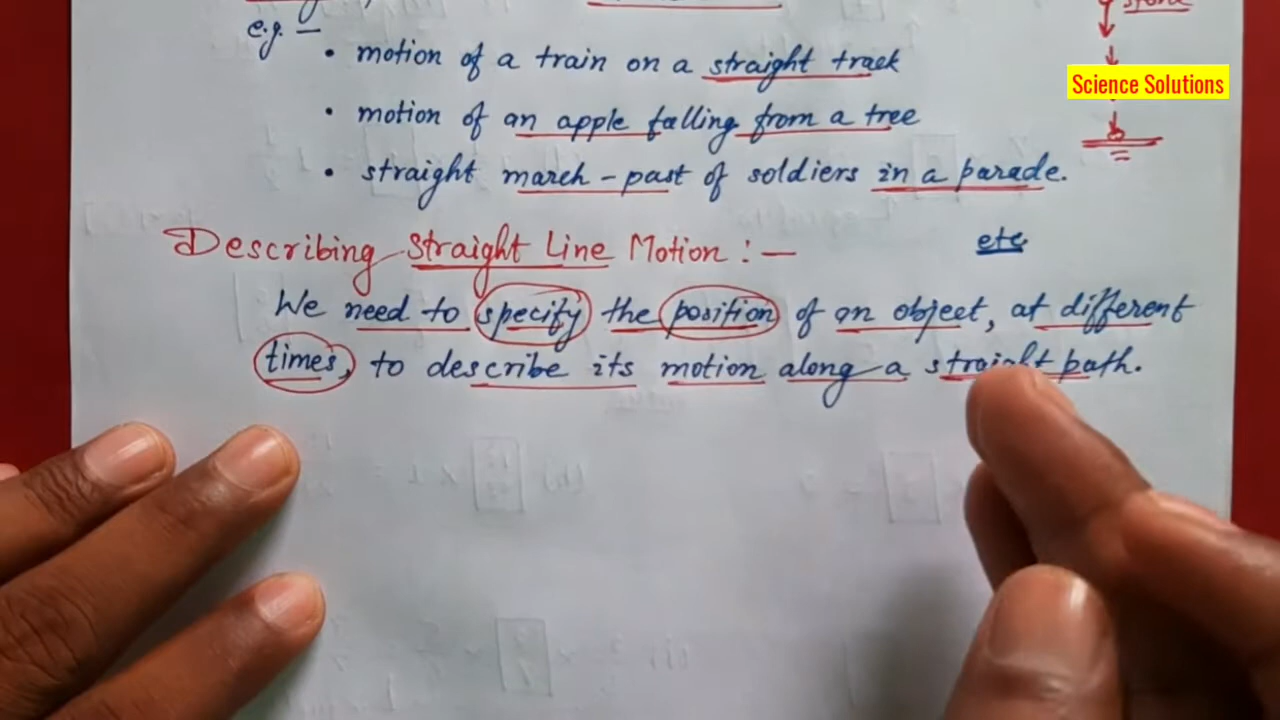 stone
e.g. —
• motion of a train on a straight track
Science Solutions
• motion of an apple falling from a tree
• straight march-past of soldiers in a parade.
etc
Describing Straight Line Motion :—
We need to specify the position of an object, at different
times, to describe its motion along a straight path.